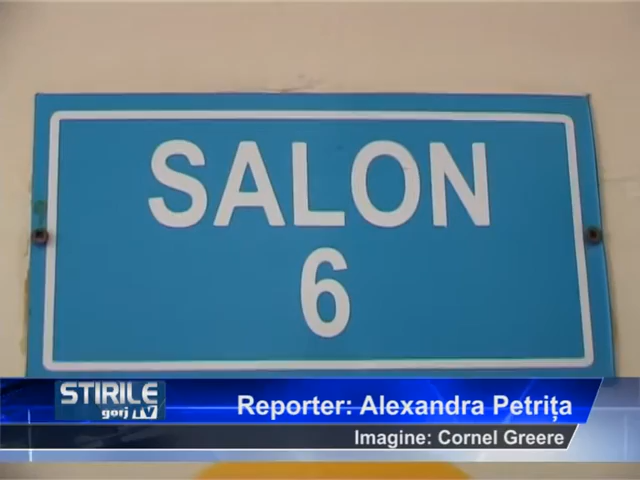 SALON
6
STIRILE
gorj TV
Reporter: Alexandra Petrița
Imagine: Cornel Greere